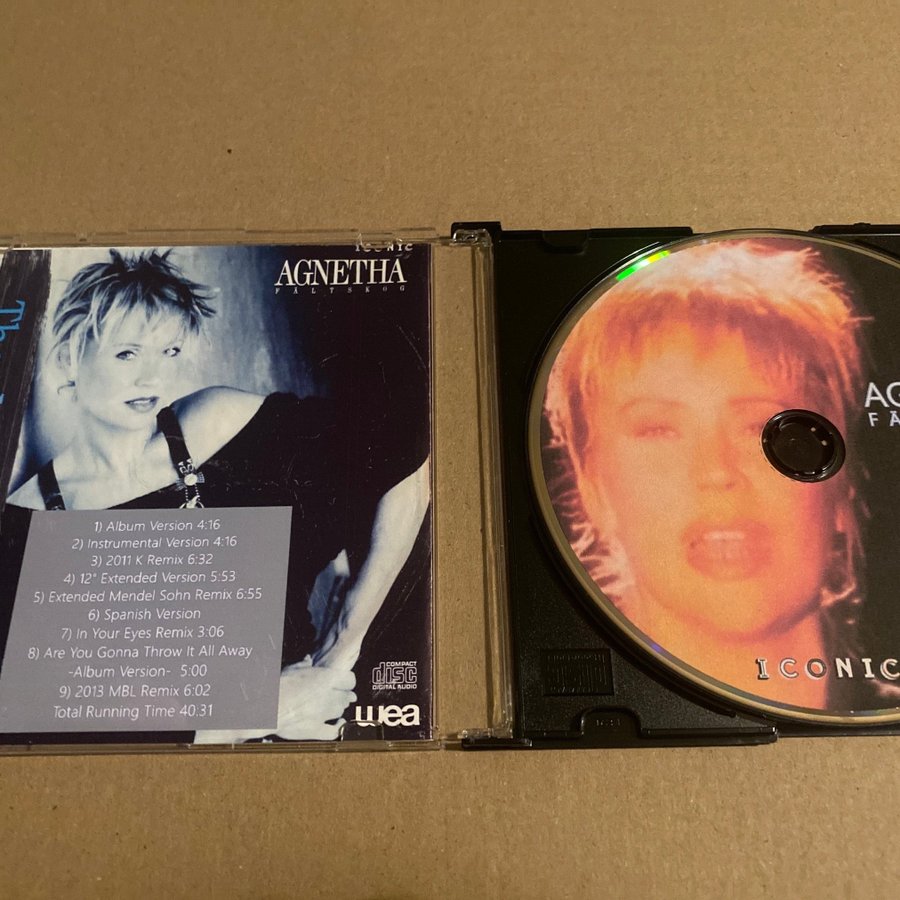 ICONIC
AGNETHA
FÄLTSKOG
1) Album Version 4:16
2) Instrumental Version 4:16
3) 2011 K Remix 6:32
4) 12" Extended Version 5:53
5) Extended Mendel Sohn Remix 6:55
6) Spanish Version
7) In Your Eyes Remix 3:06
8) Are You Gonna Throw It All Away
-Album Version- 5:00
9) 2013 MBL Remix 6:02
Total Running Time 40:31
COMPACT
disc
DIGITAL AUDIO
wea
AG
FÄ
ICONIC